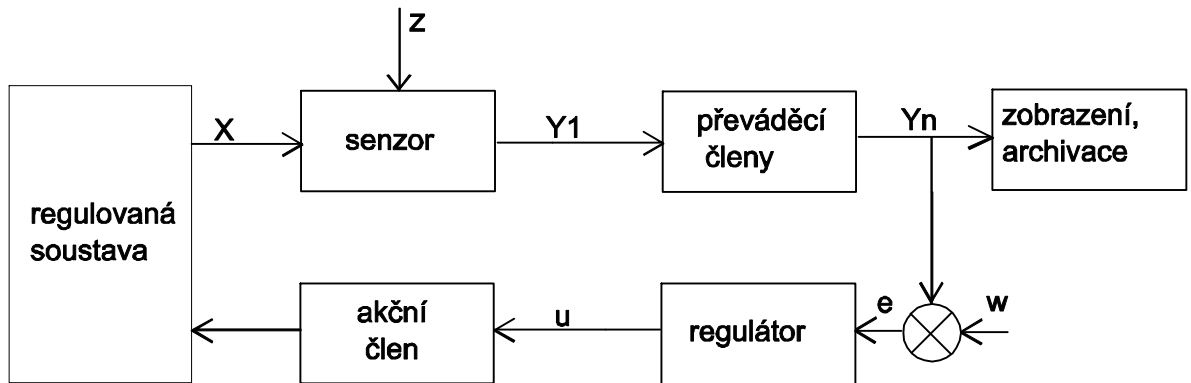 z
X
senzor
Y1
převáděcí
členy
Yn
zobrazení,
archivace
regulovaná
soustava
akční
člen
u
regulátor
e
w